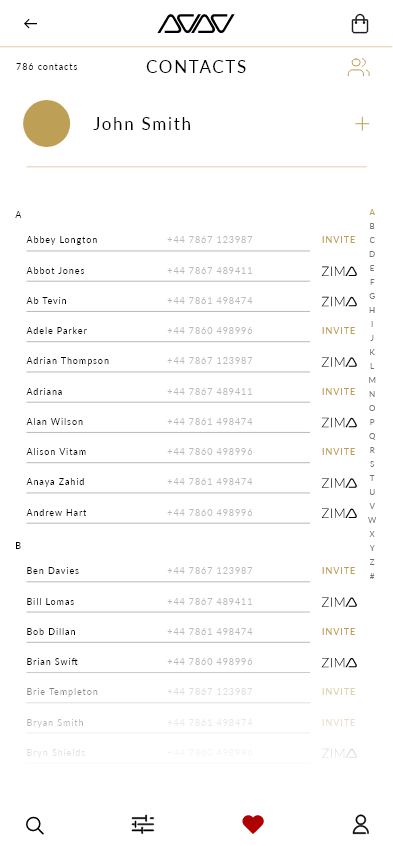 786 contacts CONTACTS
John Smith
A
Abbey Longton +44 7867 123987 INVITE
Abbot Jones +44 7867 489411 ZIMA
Ab Tevin +44 7861 498474 ZIMA
Adele Parker +44 7860 498996 INVITE
Adrian Thompson +44 7867 123987 ZIMA
Adriana +44 7867 489411 INVITE
Alan Wilson +44 7861 498474 ZIMA
Alison Vitam +44 7860 498996 INVITE
Anaya Zahid +44 7861 498474 ZIMA
Andrew Hart +44 7860 498996 ZIMA
B
Ben Davies +44 7867 123987 INVITE
Bill Lomas +44 7867 489411 ZIMA
Bob Dillan +44 7861 498474 INVITE
Brian Swift +44 7860 498996 ZIMA
Brie Templeton +44 7867 123987 INVITE
Bryan Smith +44 7861 498474 INVITE
Bryn Shields +44 7860 498996 ZIMA
A
B
C
D
E
F
G
H
I
J
K
L
M
N
O
P
Q
R
S
T
U
V
W
X
Y
Z
#